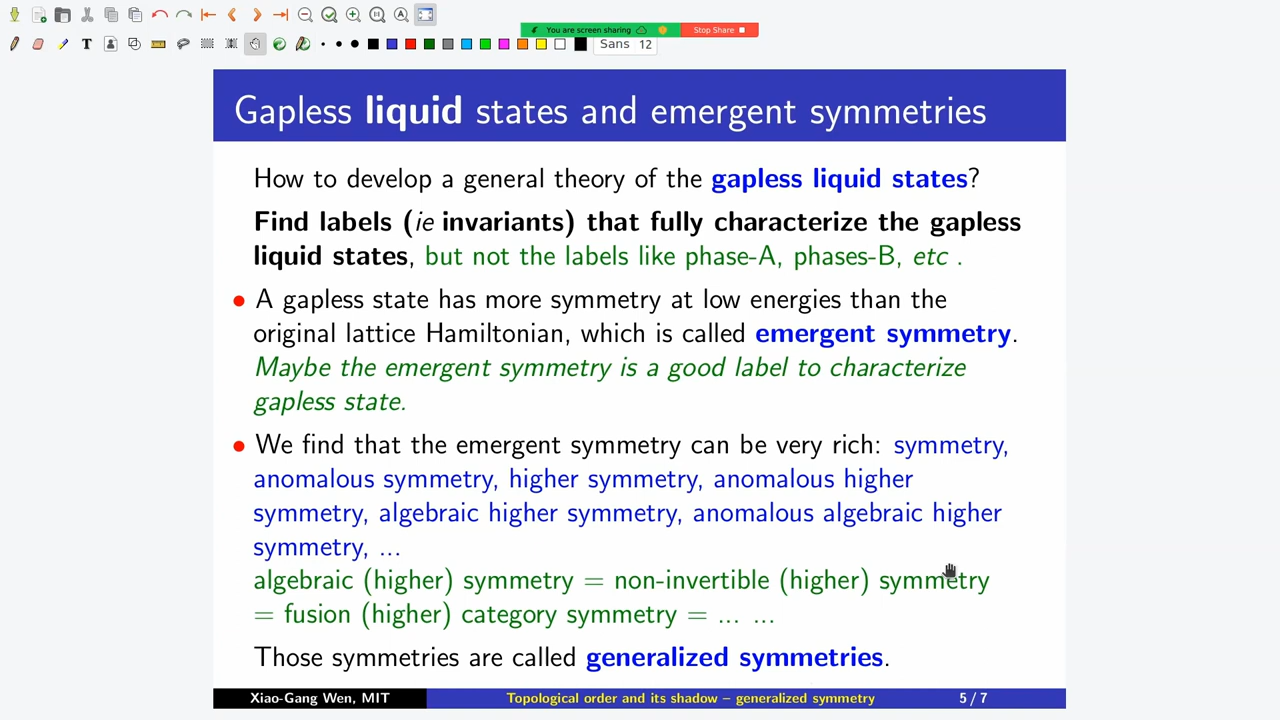 You are screen sharing
Stop Share
T
Sans 12
Gapless liquid states and emergent symmetries
How to develop a general theory of the gapless liquid states?
Find labels (ie invariants) that fully characterize the gapless
liquid states, but not the labels like phase-A, phases-B, etc .
• A gapless state has more symmetry at low energies than the
original lattice Hamiltonian, which is called emergent symmetry.
Maybe the emergent symmetry is a good label to characterize
gapless state.
• We find that the emergent symmetry can be very rich: symmetry,
anomalous symmetry, higher symmetry, anomalous higher
symmetry, algebraic higher symmetry, anomalous algebraic higher
symmetry, ...
algebraic (higher) symmetry = non-invertible (higher) symmetry
= fusion (higher) category symmetry = ... ...
Those symmetries are called generalized symmetries.
Xiao-Gang Wen, MIT Topological order and its shadow – generalized symmetry 5 / 7